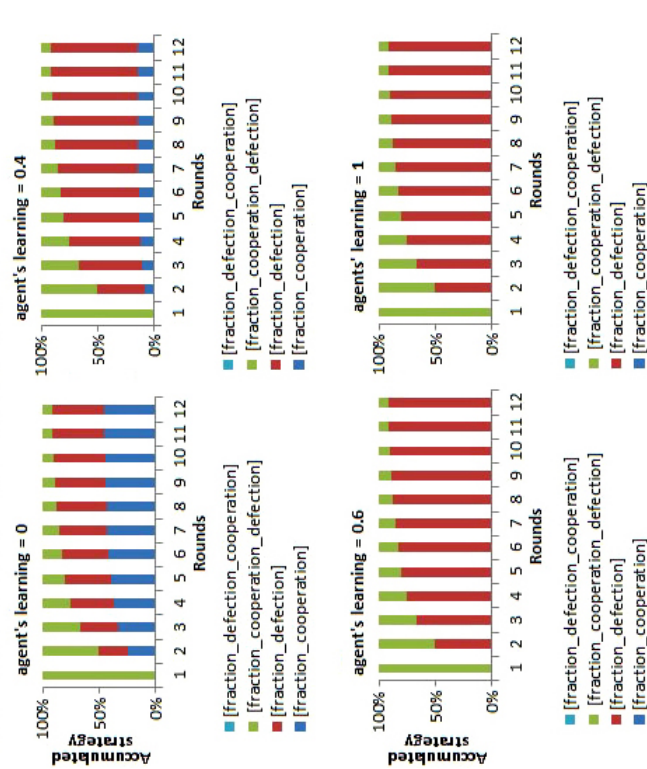 agent's learning = 0
Accumulated
strategy
100%
50%
0%
1 2 3 4 5 6 7 8 9 10 11 12
Rounds
[fraction_defection_cooperation]
[fraction_cooperation_defection]
[fraction_defection]
[fraction_cooperation]
agent's learning = 0.4
100%
50%
0%
1 2 3 4 5 6 7 8 9 10 11 12
Rounds
[fraction_defection_cooperation]
[fraction_cooperation_defection]
[fraction_defection]
[fraction_cooperation]
agent's learning = 0.6
Accumulated
strategy
100%
50%
0%
1 2 3 4 5 6 7 8 9 10 11 12
Rounds
[fraction_defection_cooperation]
[fraction_cooperation_defection]
[fraction_defection]
[fraction_cooperation]
agents' learning = 1
100%
50%
0%
1 2 3 4 5 6 7 8 9 10 11 12
Rounds
[fraction_defection_cooperation]
[fraction_cooperation_defection]
[fraction_defection]
[fraction_cooperation]